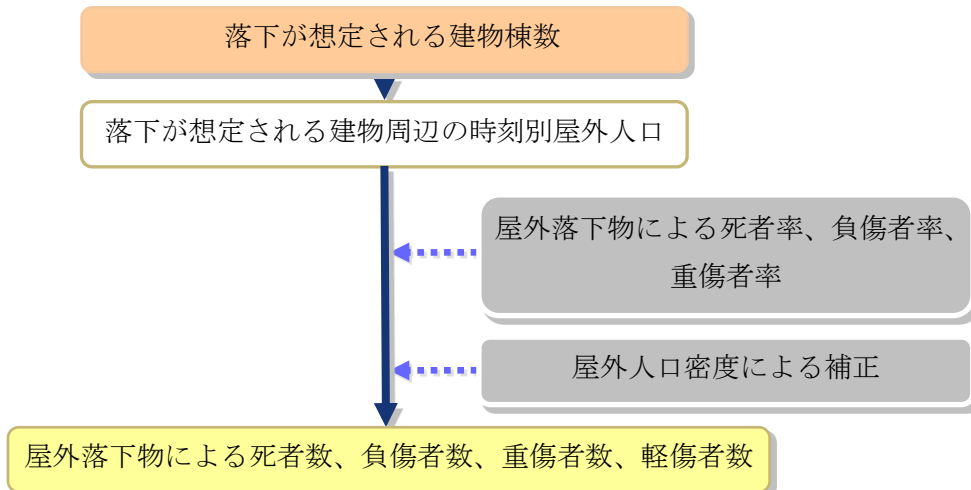 落下が想定される建物棟数
落下が想定される建物周辺の時刻別屋外人口
屋外落下物による死者率、負傷者率、
重傷者率
屋外人口密度による補正
屋外落下物による死者数、負傷者数、重傷者数、軽傷者数